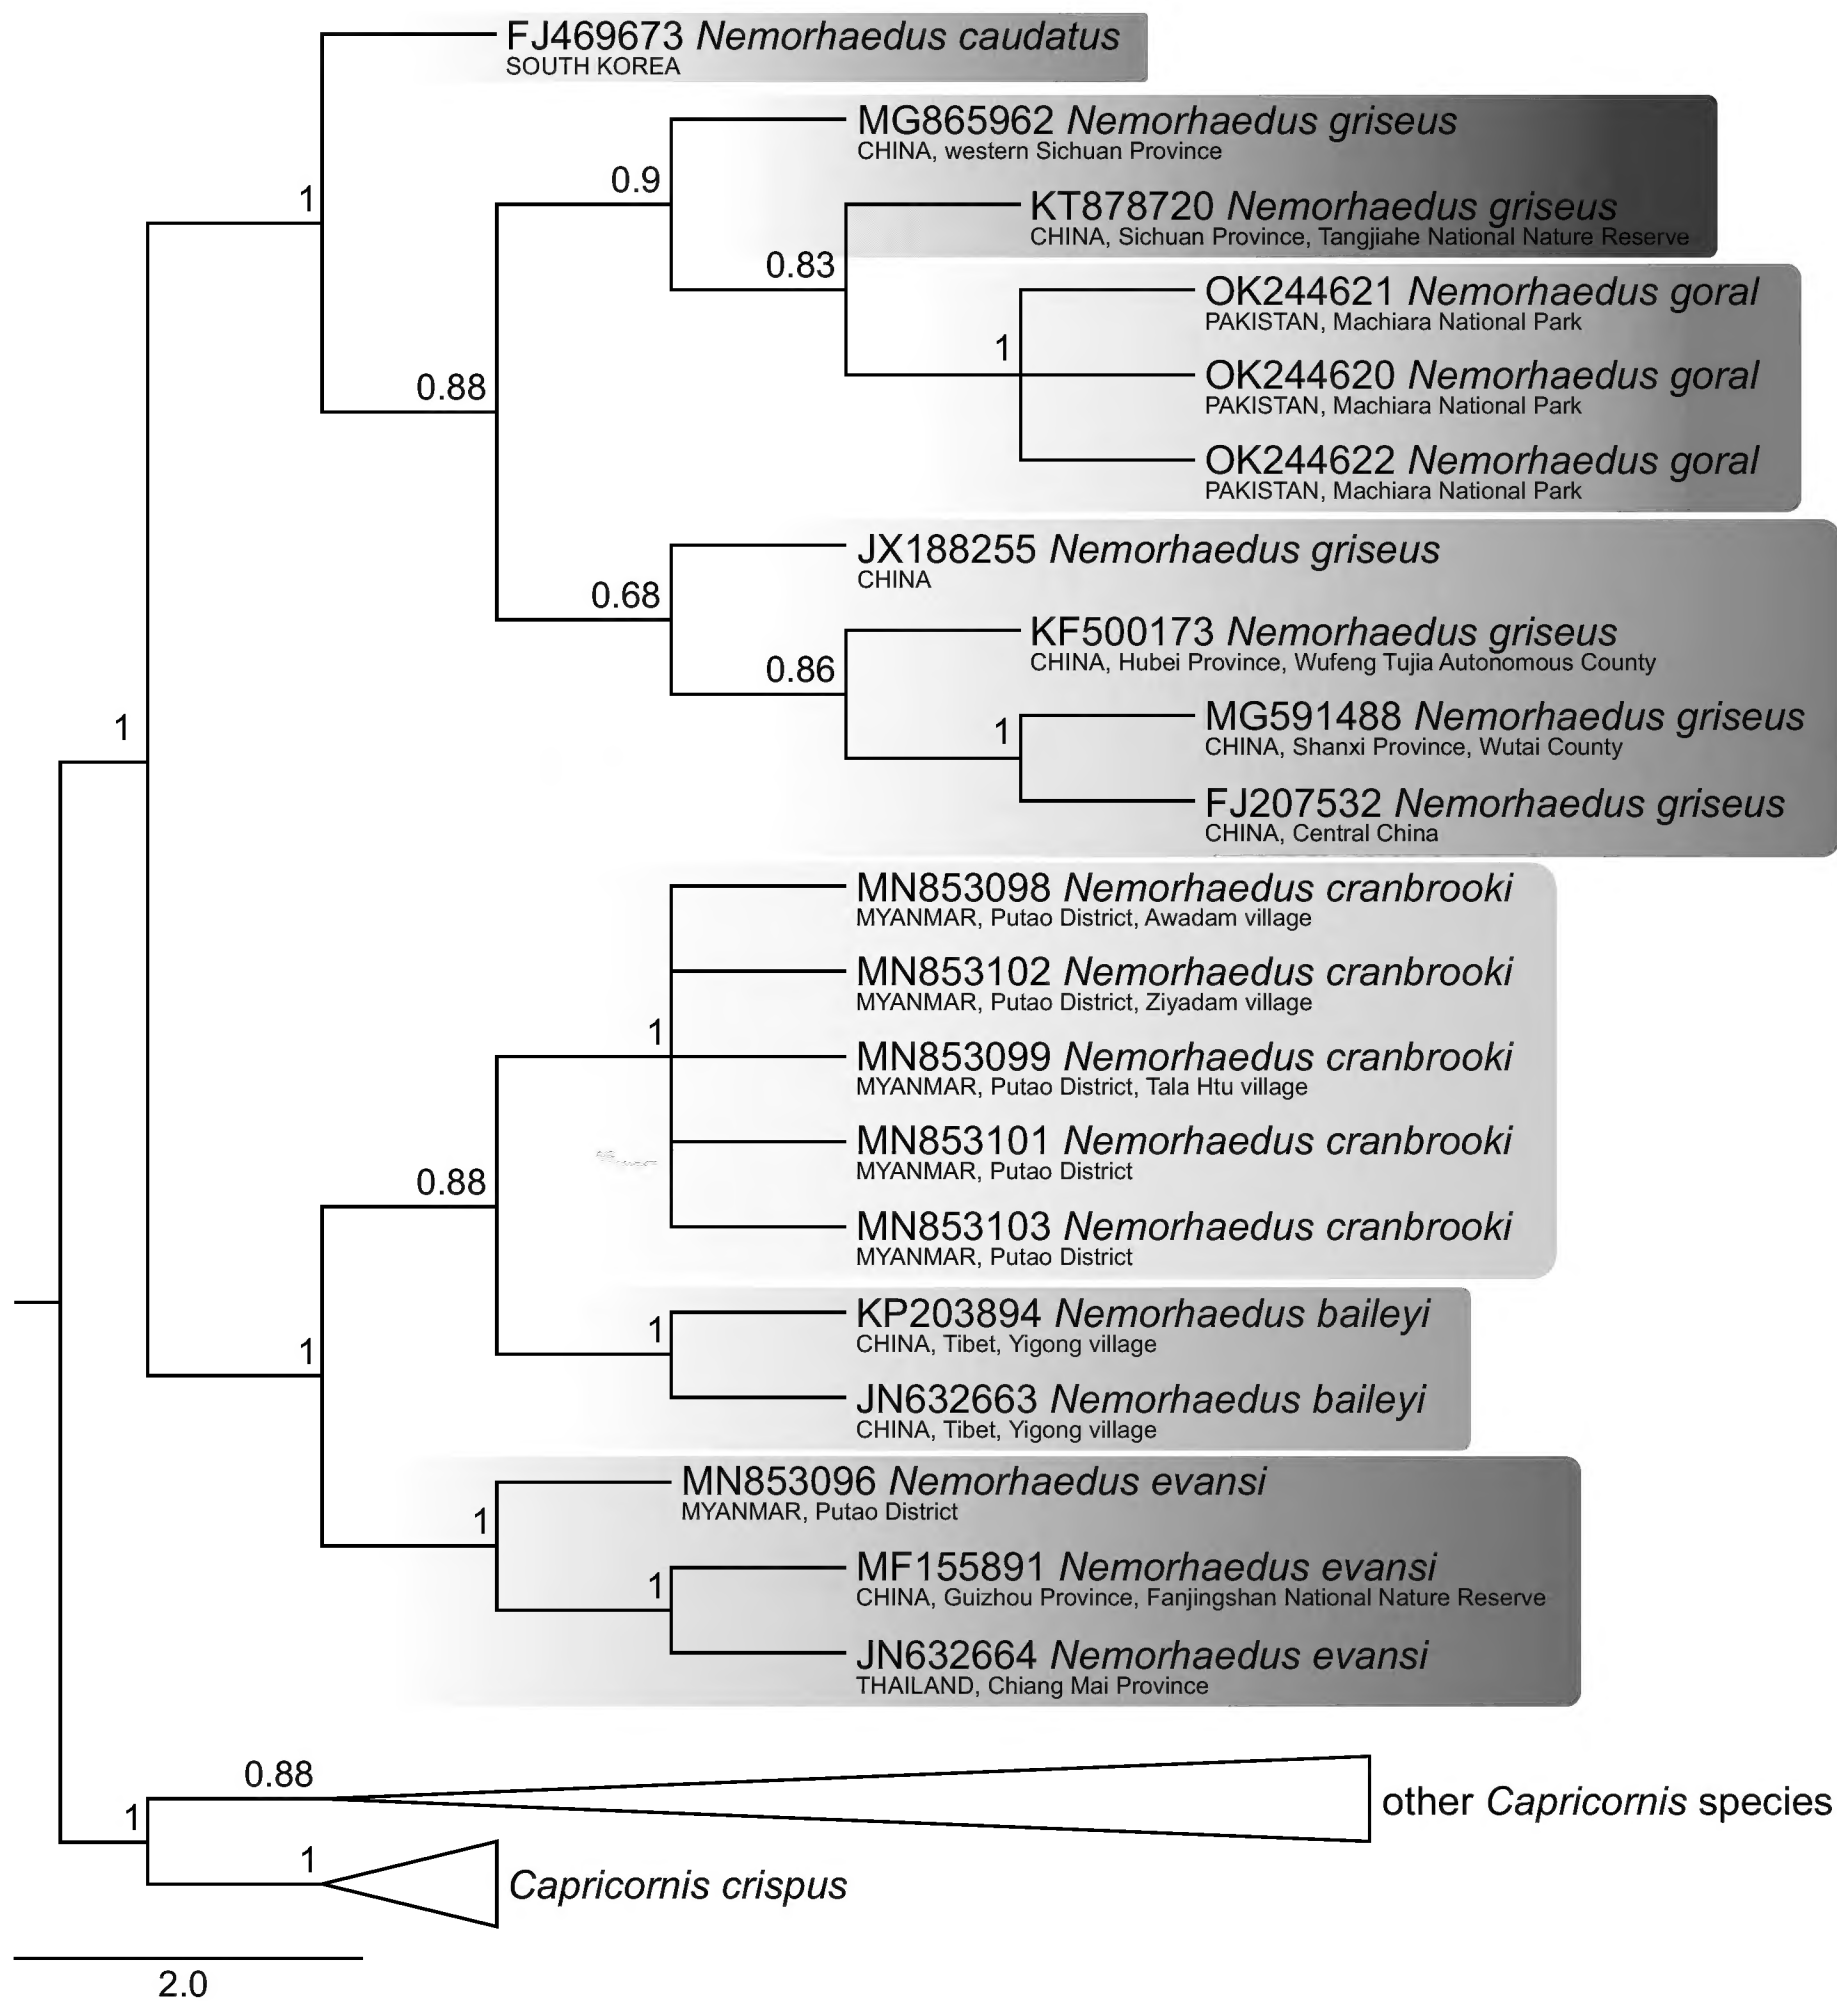 FJ469673 Nemorhaedus caudatus
SOUTH KOREA
MG865962 Nemorhaedus griseus
CHINA, western Sichuan Province
0.9
1
KT878720 Nemorhaedus griseus
CHINA, Sichuan Province, Tangjiahe National Nature Reserve
0.83
OK244621 Nemorhaedus goral
PAKISTAN, Machiara National Park
1
OK244620 Nemorhaedus goral
PAKISTAN, Machiara National Park
0.88
OK244622 Nemorhaedus goral
PAKISTAN, Machiara National Park
JX188255 Nemorhaedus griseus
CHINA
0.68
KF500173 Nemorhaedus griseus
CHINA, Hubei Province, Wufeng Tujia Autonomous County
0.86
MG591488 Nemorhaedus griseus
CHINA, Shanxi Province, Wutai County
1
1
FJ207532 Nemorhaedus griseus
CHINA, Central China
MN853098 Nemorhaedus cranbrooki
MYANMAR, Putao District, Awadam village
MN853102 Nemorhaedus cranbrooki
MYANMAR, Putao District, Ziyadam village
1
MN853099 Nemorhaedus cranbrooki
MYANMAR, Putao District, Tala Htu village
MN853101 Nemorhaedus cranbrooki
MYANMAR, Putao District
0.88
MN853103 Nemorhaedus cranbrooki
MYANMAR, Putao District
KP203894 Nemorhaedus baileyi
CHINA, Tibet, Yigong village
1
1
JN632663 Nemorhaedus baileyi
CHINA, Tibet, Yigong village
MN853096 Nemorhaedus evansi
MYANMAR, Putao District
1
MF155891 Nemorhaedus evansi
CHINA, Guizhou Province, Fanjingshan National Nature Reserve
1
JN632664 Nemorhaedus evansi
THAILAND, Chiang Mai Province
0.88
other Capricornis species
1
1
Capricornis crispus
2.0